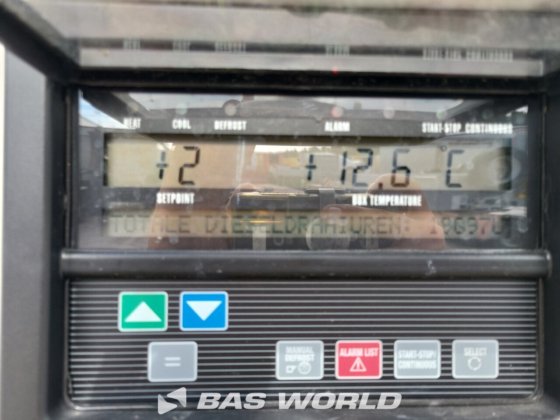 HEAT COOL DEFROST ALARM START-STOP CONTINUOUS
+2 +12,6 °C
SETPOINT BOX TEMPERATURE
TOTALE DIESELDRAAIUREN:
=
MANUAL DEFROST
ALARM LIST
START-STOP/ CONTINUOUS
SELECT
BAS WORLD